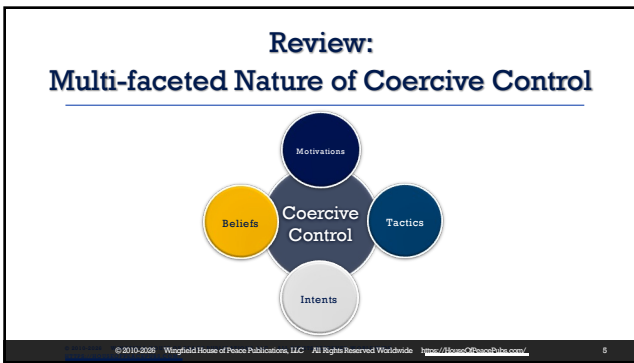 Review:
Multi-faceted Nature of Coercive Control
Motivations
Beliefs
Coercive
Control
Tactics
Intents
©2010-2026 Wingfield House of Peace Publications, LLC All Rights Reserved Worldwide https://HouseOfPeacePubs.com/ 5